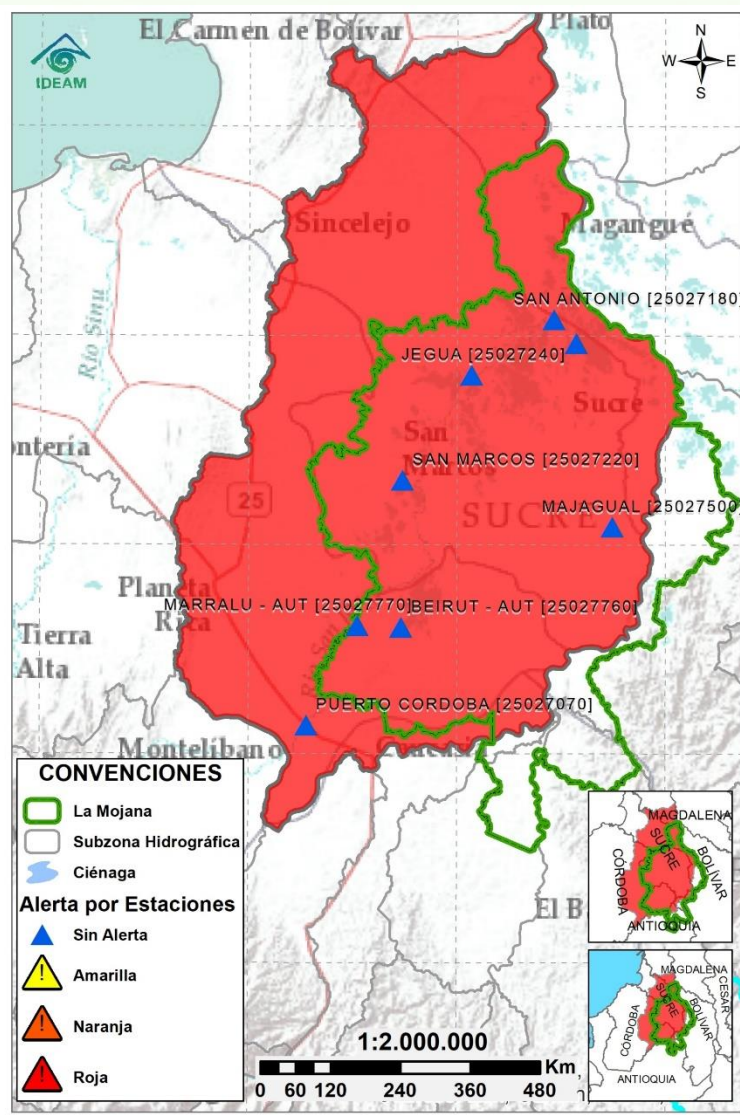 El Carmen de Bolívar
Plato
N
W
E
S
IDEAM
Sincelejo
Magangué
Rio Sinu
SAN ANTONIO [25027180]
JEGUA [25027240]
Sucre
ontería
San
Marcos
SAN MARCOS [25027220]
25
MAJAGUAL [25027500]
SUCRE
Planeta
Rica
MARRALU - AUT [25027770]
BEIRUT - AUT [25027760]
Tierra
Alta
PUERTO CORDOBA [25027070]
Montelíbano
CONVENCIONES
La Mojana
Subzona Hidrográfica
Ciénaga
Alerta por Estaciones
Sin Alerta
Amarilla
Naranja
Roja
El B
1:2.000.000
Km
0 60 120 240 360 480
MAGDALENA
SUCRE
BOLÍVAR
CÓRDOBA
ANTIOQUIA
MAGDALENA
CESAR
SUCRE
BOLÍVAR
CÓRDOBA
ANTIOQUIA